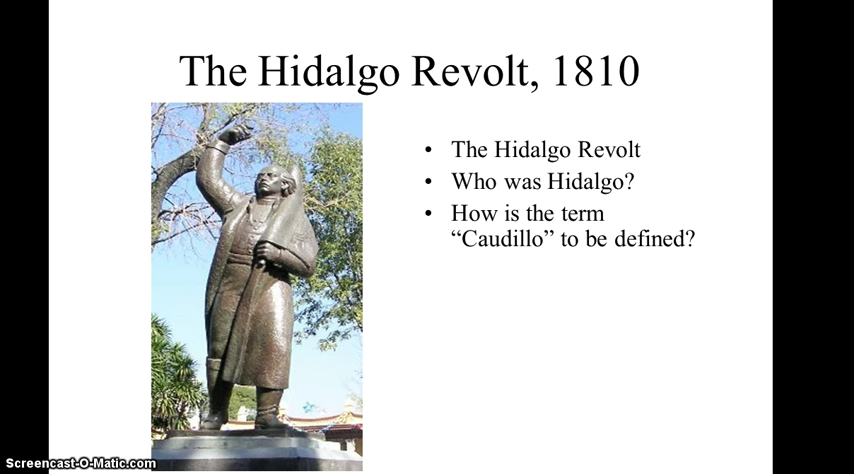 The Hidalgo Revolt, 1810
• The Hidalgo Revolt
• Who was Hidalgo?
• How is the term
“Caudillo” to be defined?
Screencast-O-Matic.com